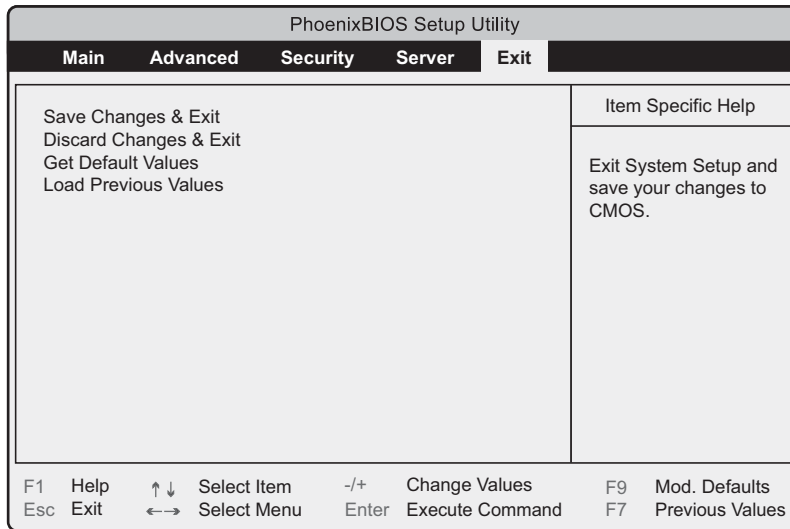 PhoenixBIOS Setup Utility
Main Advanced Security Server Exit
Save Changes & Exit
Discard Changes & Exit
Get Default Values
Load Previous Values
Item Specific Help
Exit System Setup and
save your changes to
CMOS.
F1 Help ↑ ↓ Select Item -/+ Change Values F9 Mod. Defaults
Esc Exit ←→ Select Menu Enter Execute Command F7 Previous Values